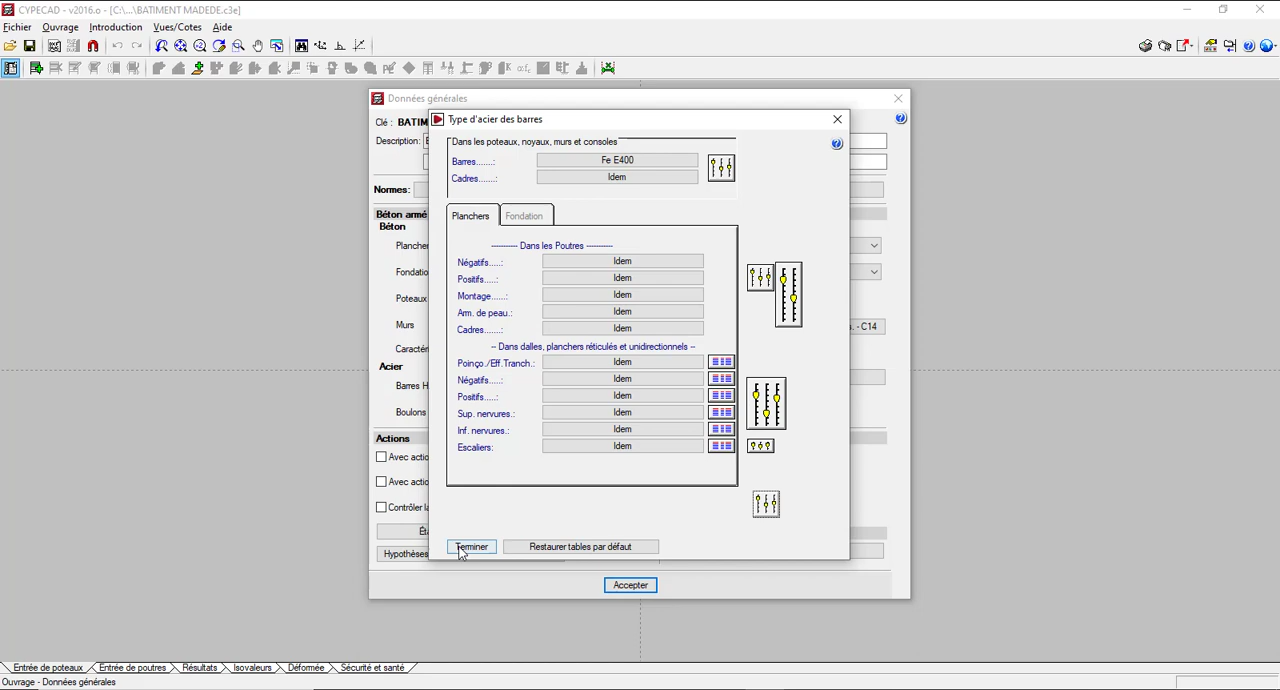 CYPECAD - v2016.o - [C:\...\BATIMENT MADEDE.c3e]
Fichier Ouvrage Introduction Vues/Cotes Aide
Données générales
Clé : BATIM
Description:
Normes:
Béton armé
Béton
Plancher
Fondation
Poteaux
Murs
. - C14
Caractéri
Acier
Barres H
Boulons
Actions
Avec actio
Avec actio
Contrôler la
Éta
Hypothèses
Accepter
Type d'acier des barres
Dans les poteaux, noyaux, murs et consoles
Barres.......: Fe E400
Cadres.......: Idem
Planchers Fondation
----------- Dans les Poutres -----------
Négatifs.....: Idem
Positifs.....: Idem
Montage......: Idem
Arm. de peau.: Idem
Cadres.......: Idem
-- Dans dalles, planchers réticulés et unidirectionnels --
Poinço./Eff.Tranch.: Idem
Négatifs.....: Idem
Positifs.....: Idem
Sup. nervures.: Idem
Inf. nervures.: Idem
Escaliers: Idem
Terminer Restaurer tables par défaut
Entrée de poteaux Entrée de poutres Résultats Isovaleurs Déformée Sécurité et santé
Ouvrage - Données générales